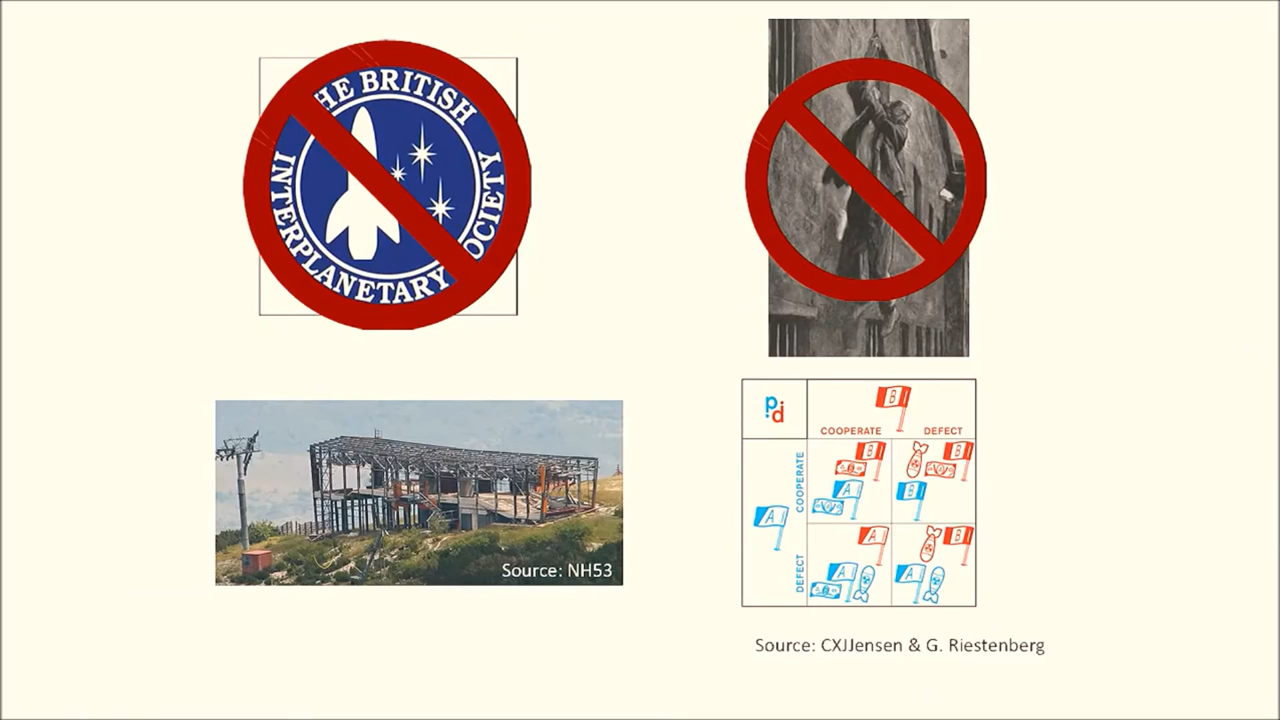 HE BRITISH
INTERPLANETARY
OCIETY
Source: NH53
pd
B
COOPERATE DEFECT
COOPERATE
DEFECT
A
B
A
B
B
A
A
B
A
Source: CXJJensen & G. Riestenberg